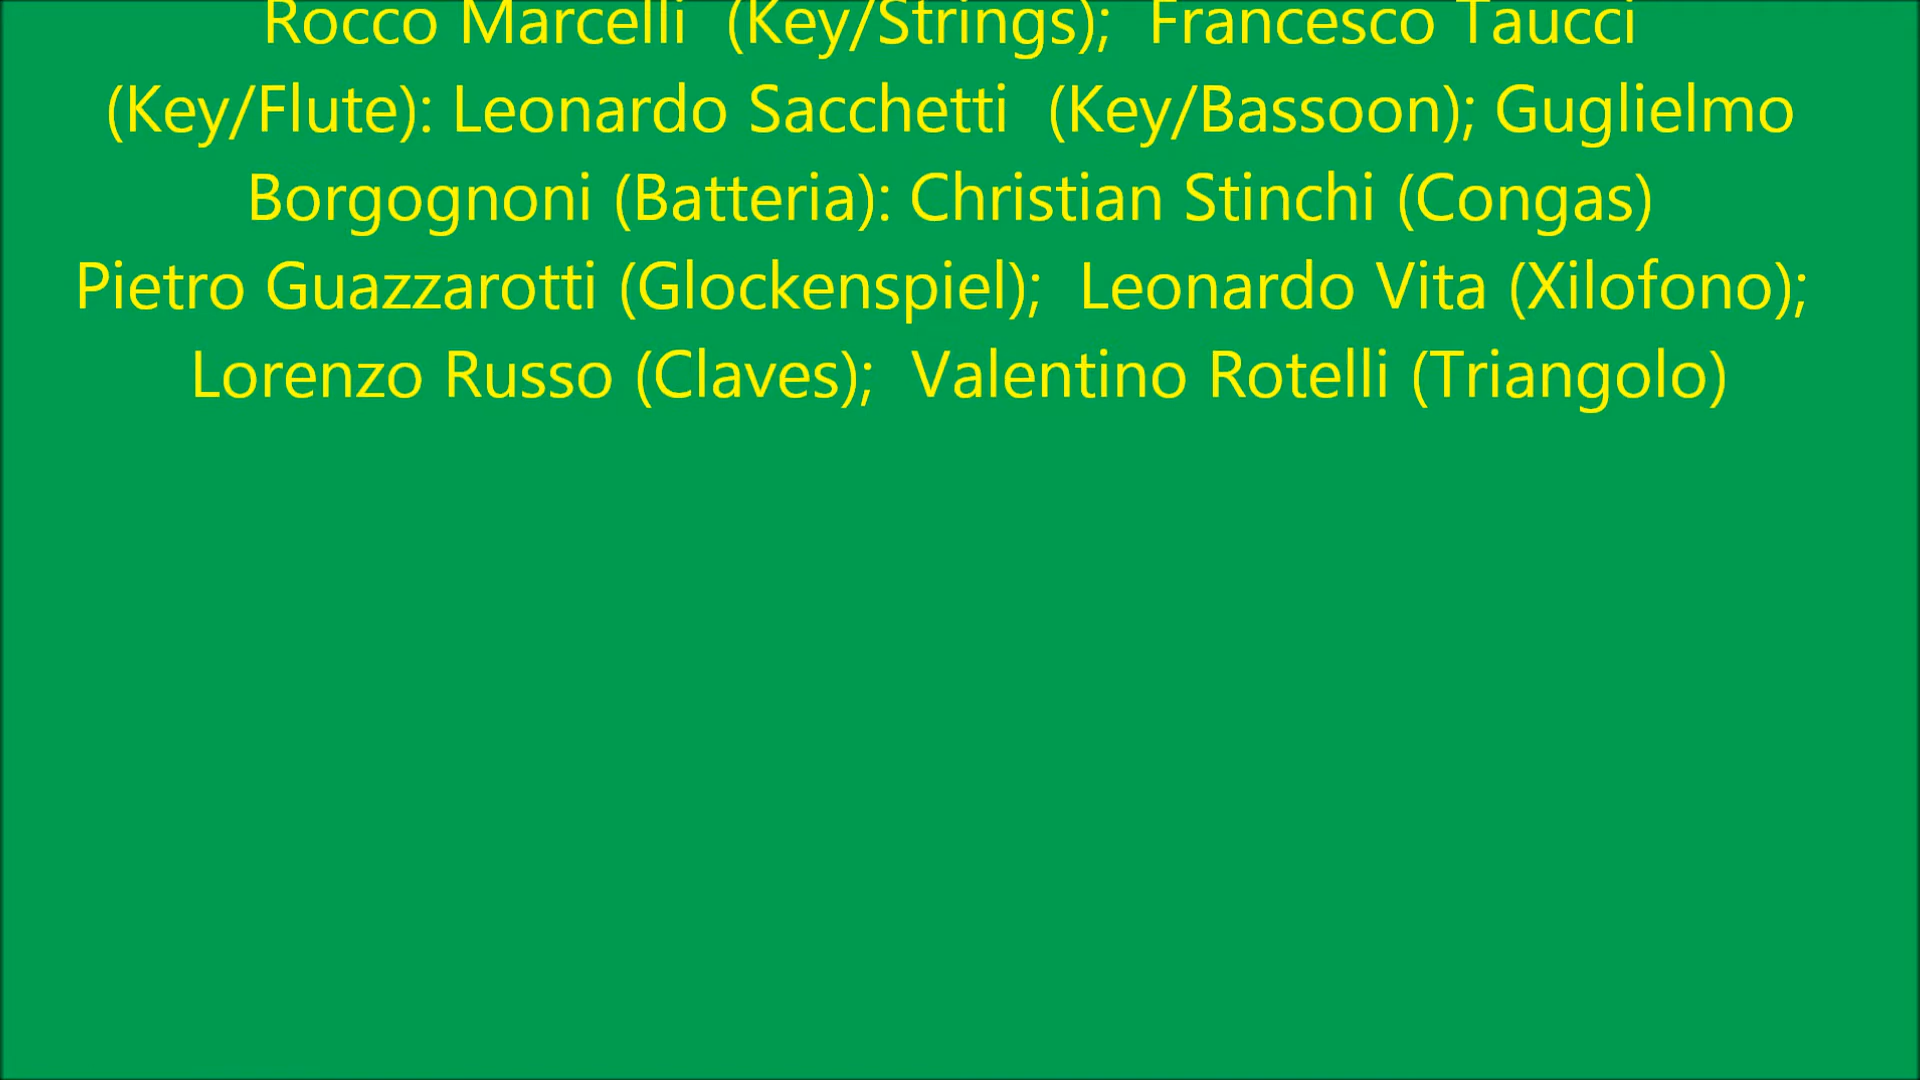 Rocco Marcelli  (Key/Strings);  Francesco Taucci
(Key/Flute): Leonardo Sacchetti  (Key/Bassoon); Guglielmo
Borgognoni (Batteria): Christian Stinchi (Congas)
Pietro Guazzarotti (Glockenspiel);  Leonardo Vita (Xilofono);
Lorenzo Russo (Claves);  Valentino Rotelli (Triangolo)